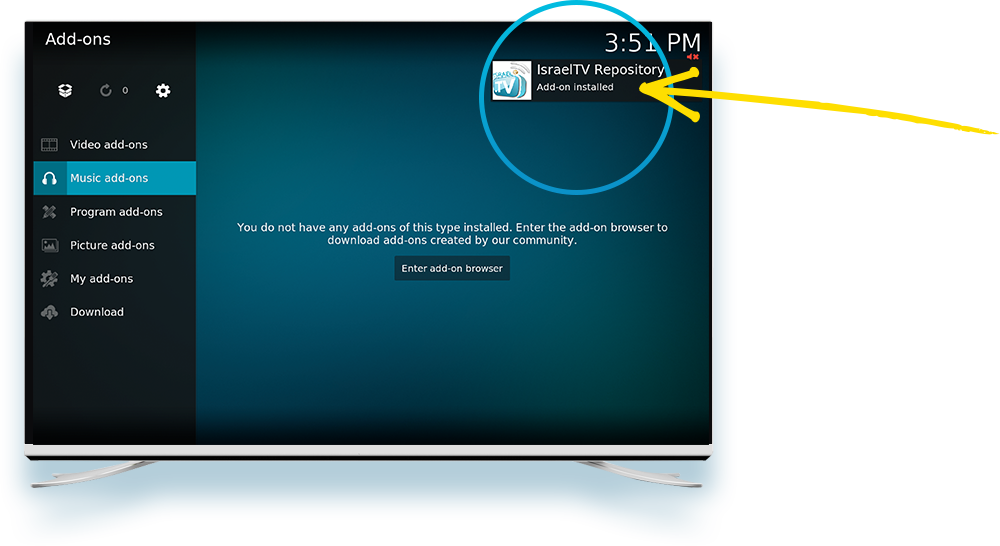 Add-ons
3:51 PM
IsraelTV Repository
Add-on installed
ISRAEL
TV
0
Video add-ons
Music add-ons
Program add-ons
Picture add-ons
My add-ons
Download
You do not have any add-ons of this type installed. Enter the add-on browser to
download add-ons created by our community.
Enter add-on browser